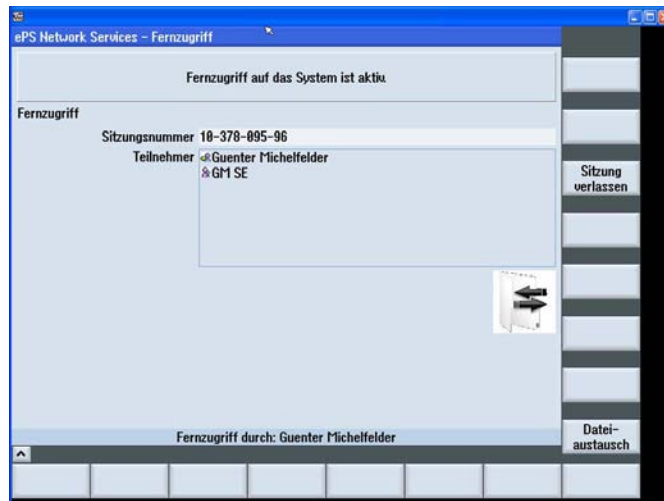 ePS Network Services - Fernzugriff
Fernzugriff auf das System ist aktiv.
Fernzugriff
Sitzungsnummer 10-378-095-96
Teilnehmer Guenter Michelfelder
GM SE
Sitzung
verlassen
Fernzugriff durch: Guenter Michelfelder
Datei-
austausch